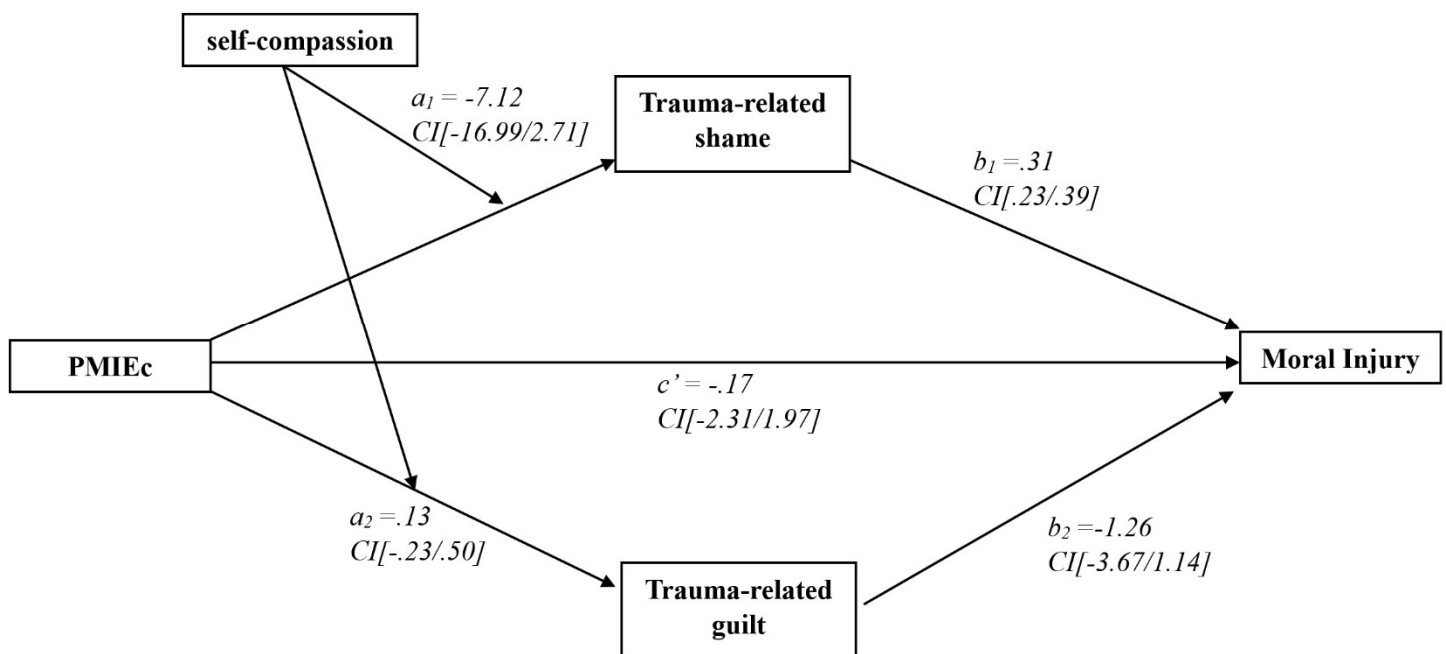 self-compassion
a1 = -7.12
CI[-16.99/2.71]
Trauma-related
shame
b1 =.31
CI[.23/.39]
PMIEc
Moral Injury
c’ = -.17
CI[-2.31/1.97]
a2 =.13
CI[-.23/.50]
b2 =-1.26
CI[-3.67/1.14]
Trauma-related
guilt